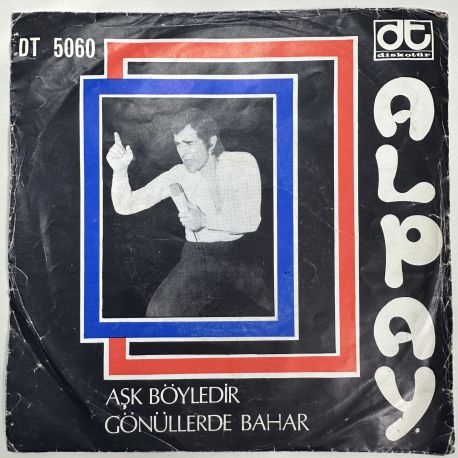 DT 5060
dt
diskotür
ALPAY
AŞK BÖYLEDİR
GÖNÜLLERDE BAHAR